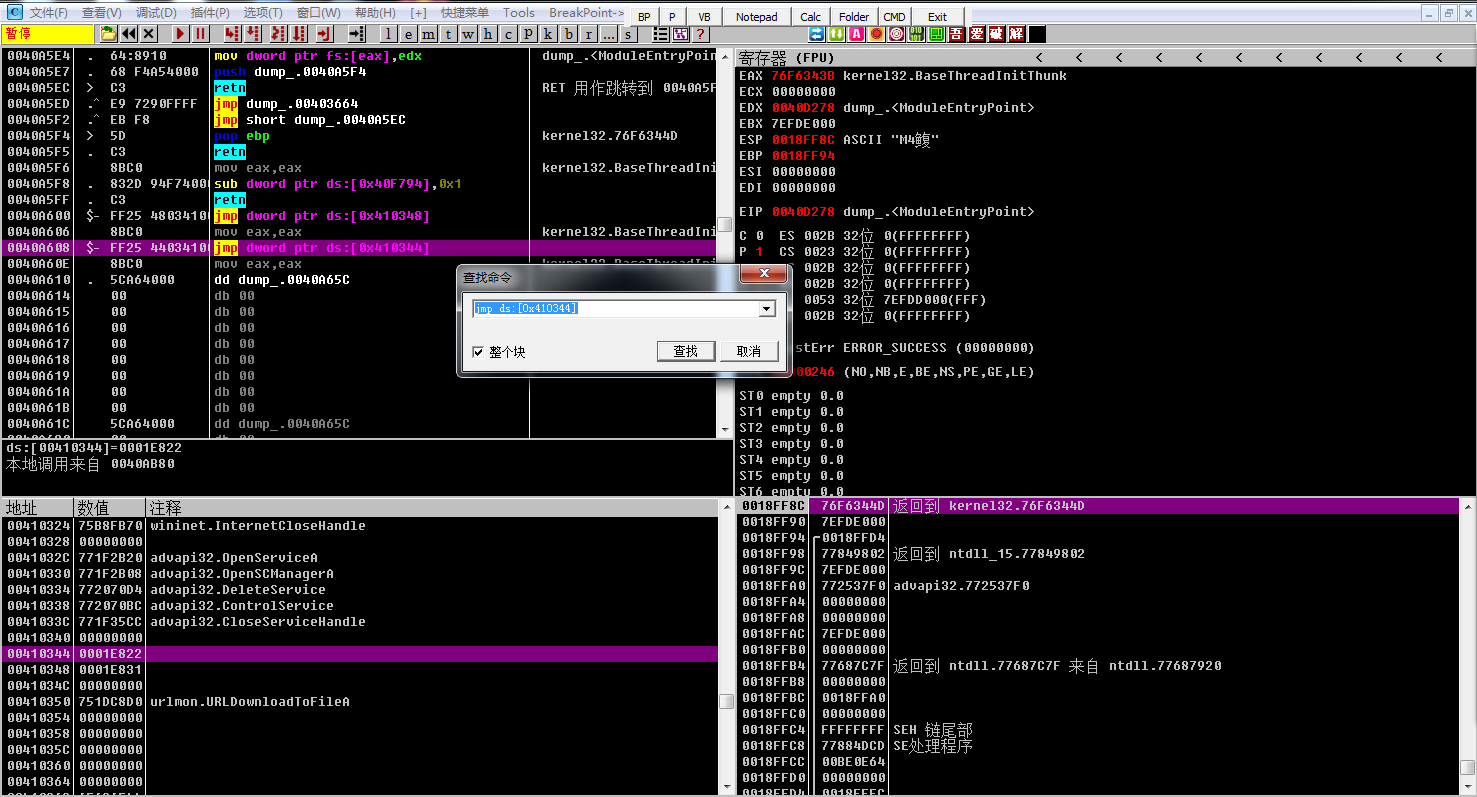 文件(F) 查看(V) 调试(D) 插件(P) 选项(T) 窗口(W) 帮助(H) [+] 快捷菜单 Tools BreakPoint-> BP P VB Notepad Calc Folder CMD Exit
暂停 l e m t w h c p k b r ... s ? 吾 爱 破 解
0040A5E4 . 64:8910 mov dword ptr fs:[eax],edx dump_.<ModuleEntryPoin
0040A5E7 . 68 F4A54000 push dump_.0040A5F4
0040A5EC > C3 retn RET 用作跳转到 0040A5F
0040A5ED .^ E9 7290FFFF jmp dump_.00403664
0040A5F2 .^ EB F8 jmp short dump_.0040A5EC
0040A5F4 > 5D pop ebp kernel32.76F6344D
0040A5F5 . C3 retn
0040A5F6 8BC0 mov eax,eax kernel32.BaseThreadIni
0040A5F8 . 832D 94F74000 sub dword ptr ds:[0x40F794],0x1
0040A5FF . C3 retn
0040A600 $- FF25 48034100 jmp dword ptr ds:[0x410348]
0040A606 8BC0 mov eax,eax kernel32.BaseThreadIni
0040A608 $- FF25 44034100 jmp dword ptr ds:[0x410344]
0040A60E 8BC0 mov eax,eax
0040A610 . 5CA64000 dd dump_.0040A65C
0040A614 00 db 00
0040A615 00 db 00
0040A616 00 db 00
0040A617 00 db 00
0040A618 00 db 00
0040A619 00 db 00
0040A61A 00 db 00
0040A61B 00 db 00
0040A61C 5CA64000 dd dump_.0040A65C
ds:[00410344]=0001E822
本地调用来自 0040AB80
寄存器 (FPU) < < < < < < < < < < <
EAX 76F6343B kernel32.BaseThreadInitThunk
ECX 00000000
EDX 0040D278 dump_.<ModuleEntryPoint>
EBX 7EFDE000
ESP 0018FF8C ASCII "M4鳆"
EBP 0018FF94
ESI 00000000
EDI 00000000
EIP 0040D278 dump_.<ModuleEntryPoint>
C 0 ES 002B 32位 0(FFFFFFFF)
P 1 CS 0023 32位 0(FFFFFFFF)
002B 32位 0(FFFFFFFF)
002B 32位 0(FFFFFFFF)
0053 32位 7EFDD000(FFF)
002B 32位 0(FFFFFFFF)
stErr ERROR_SUCCESS (00000000)
00246 (NO,NB,E,BE,NS,PE,GE,LE)
ST0 empty 0.0
ST1 empty 0.0
ST2 empty 0.0
ST3 empty 0.0
ST4 empty 0.0
ST5 empty 0.0
ST6 empty 0.0
查找命令
jmp ds:[0x410344]
整个块 查找 取消
地址 数值 注释
00410324 75B8FB70 wininet.InternetCloseHandle
00410328 00000000
0041032C 771F2B20 advapi32.OpenServiceA
00410330 771F2B08 advapi32.OpenSCManagerA
00410334 772070D4 advapi32.DeleteService
00410338 772070BC advapi32.ControlService
0041033C 771F35CC advapi32.CloseServiceHandle
00410340 00000000
00410344 0001E822
00410348 0001E831
0041034C 00000000
00410350 751DC8D0 urlmon.URLDownloadToFileA
00410354 00000000
00410358 00000000
0041035C 00000000
00410360 00000000
00410364 00000000
0018FF8C 76F6344D 返回到 kernel32.76F6344D
0018FF90 7EFDE000
0018FF94 0018FFD4
0018FF98 77849802 返回到 ntdll_15.77849802
0018FF9C 7EFDE000
0018FFA0 772537F0 advapi32.772537F0
0018FFA4 00000000
0018FFA8 00000000
0018FFAC 7EFDE000
0018FFB0 00000000
0018FFB4 77687C7F 返回到 ntdll.77687C7F 来自 ntdll.77687920
0018FFB8 00000000
0018FFBC 0018FFA0
0018FFC0 00000000
0018FFC4 FFFFFFFF SEH 链尾部
0018FFC8 77884DCD SE处理程序
0018FFCC 00BE0E64
0018FFD0 00000000
0018FFD4 0018FFEC